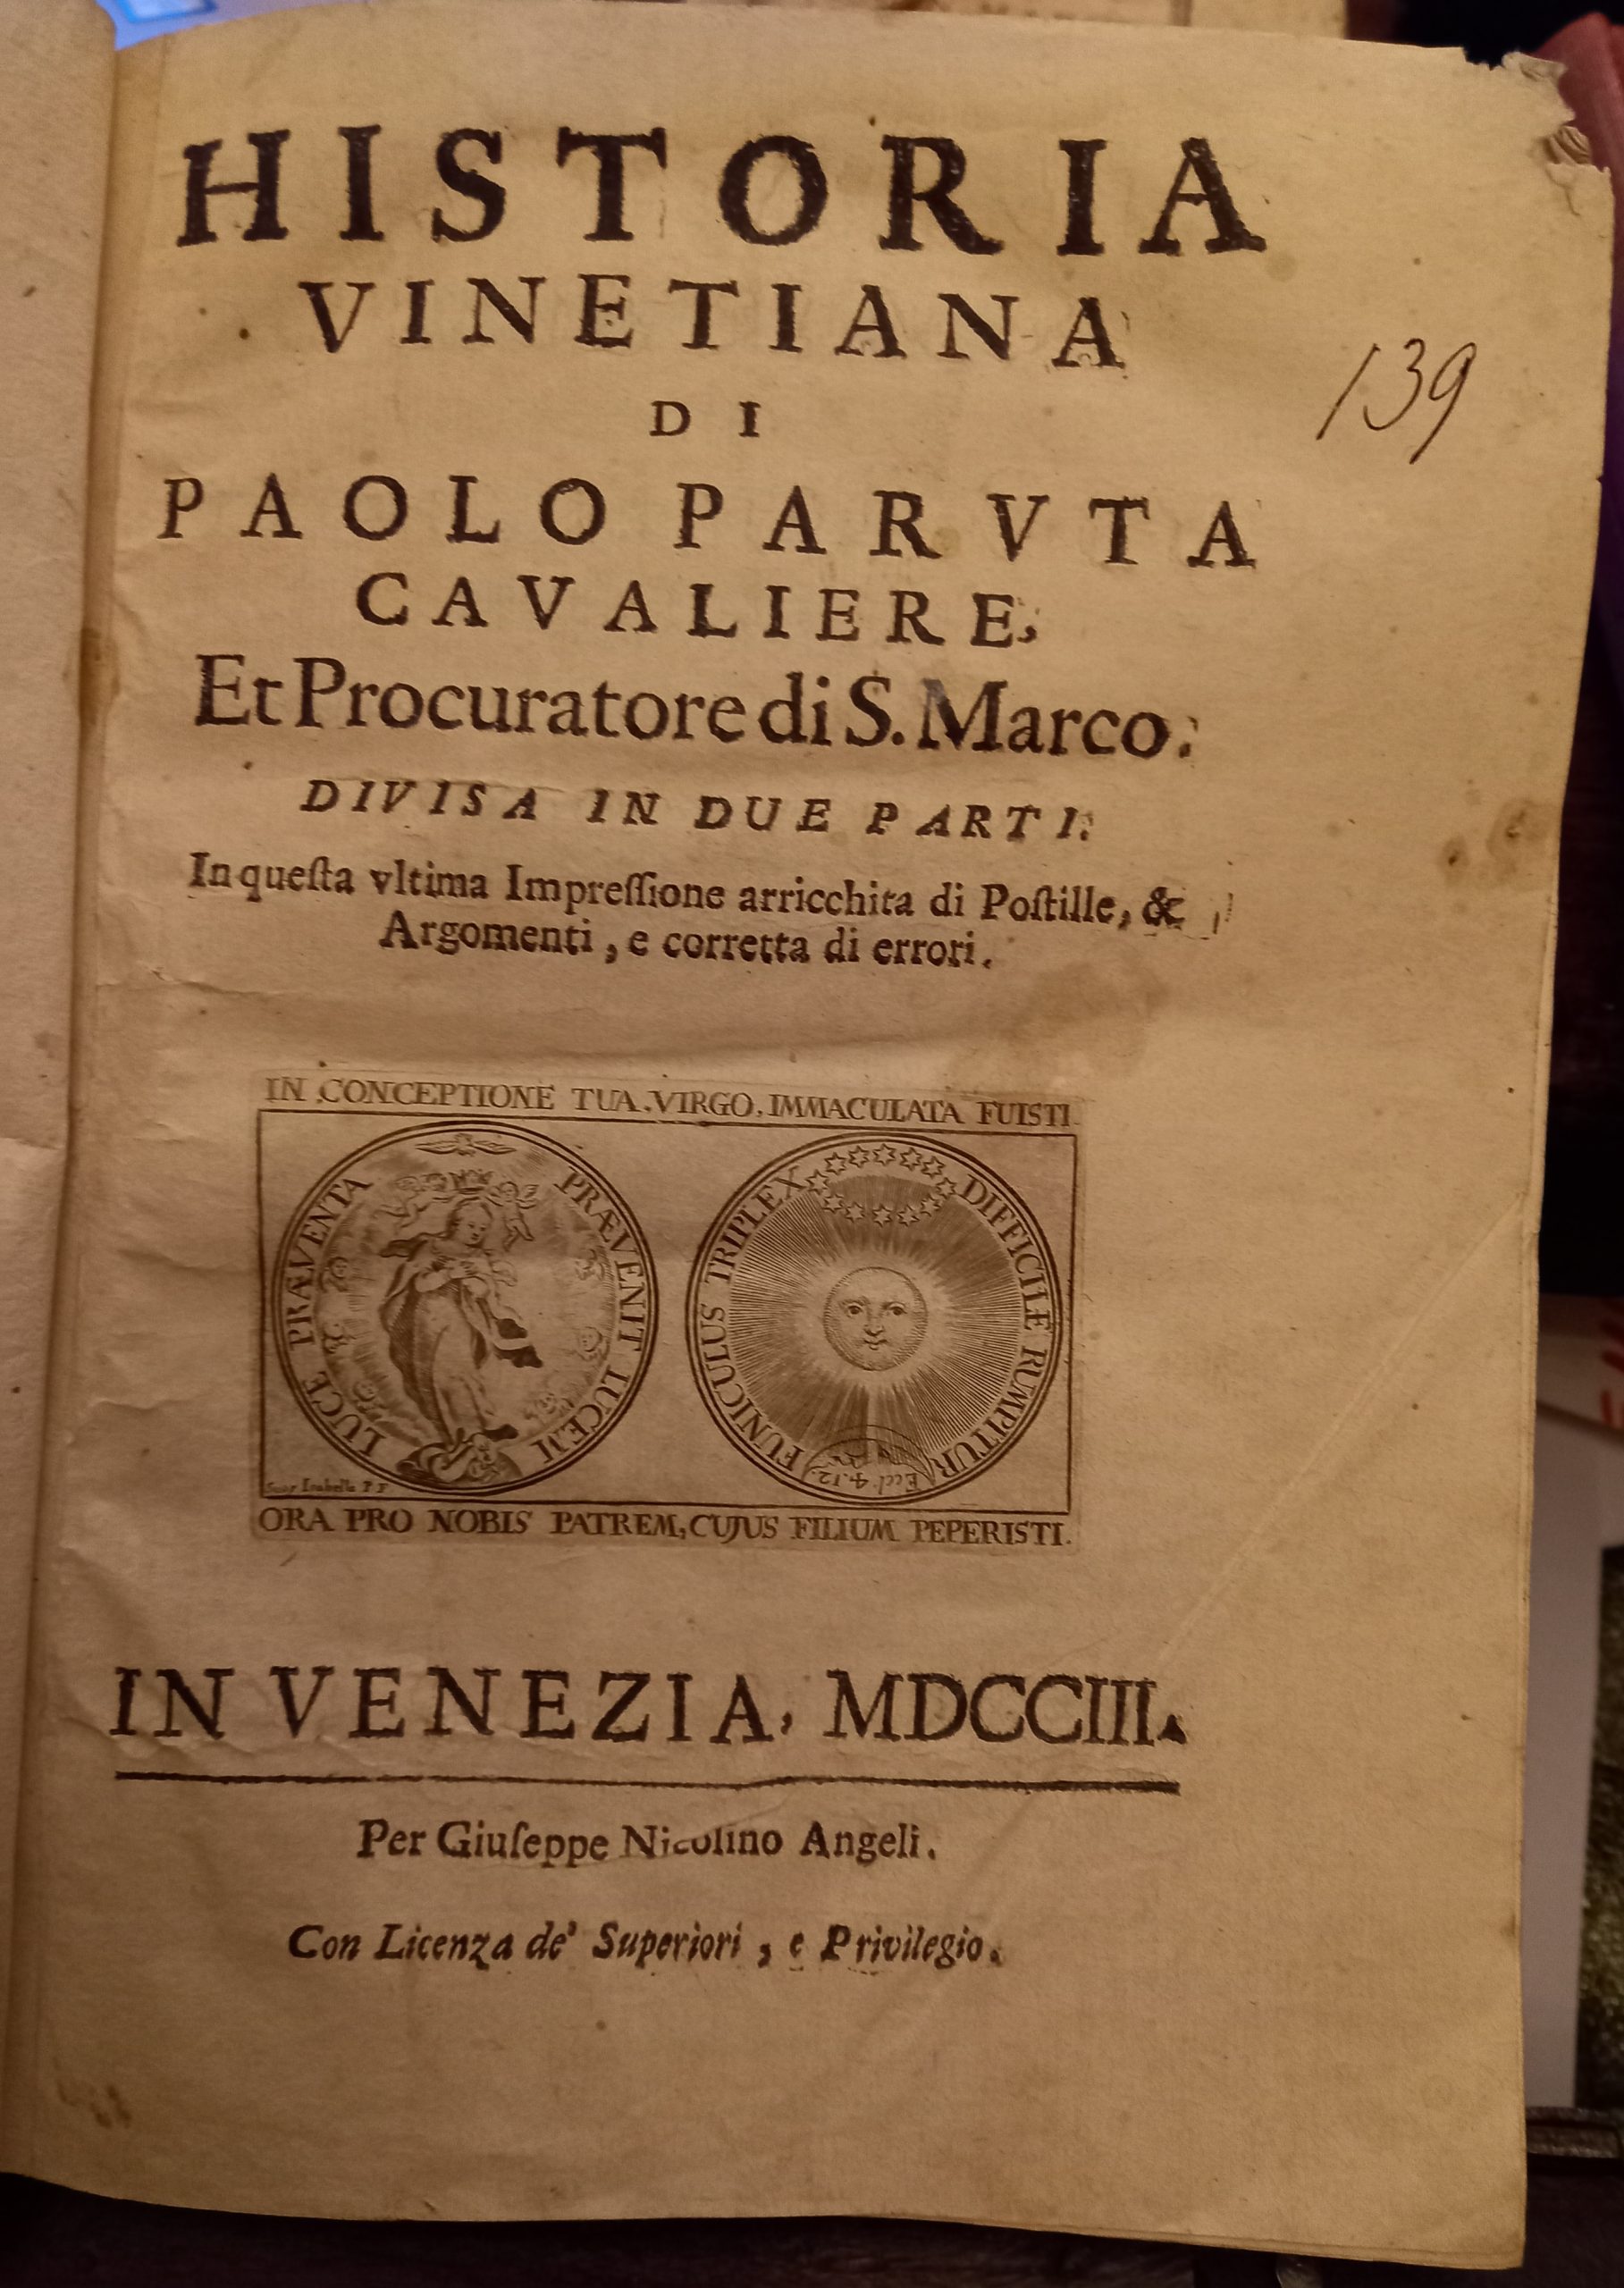 HISTORIA
VINETIANA
139
DI
PAOLO PARVTA
CAVALIERE,
Et Procuratore di S. Marco.
DIVISA IN DUE PARTI.
In queſta vltima Impreſſione arricchita di Poſtille, &
Argomenti, e corretta di errori.
IN CONCEPTIONE TUA, VIRGO, IMMACULATA FUISTI.
LUCE PRÆVENTA PRÆVENIT LUCEM
FUNICULUS TRIPLEX DIFFICILE RUMPITUR
Eccl. 4. 12.
Suor Isabella P. F.
ORA PRO NOBIS PATREM, CUJUS FILIUM PEPERISTI.
IN VENEZIA, MDCCIII.
Per Giuſeppe Nicolino Angeli.
Con Licenza de' Superiori, e Privilegio.